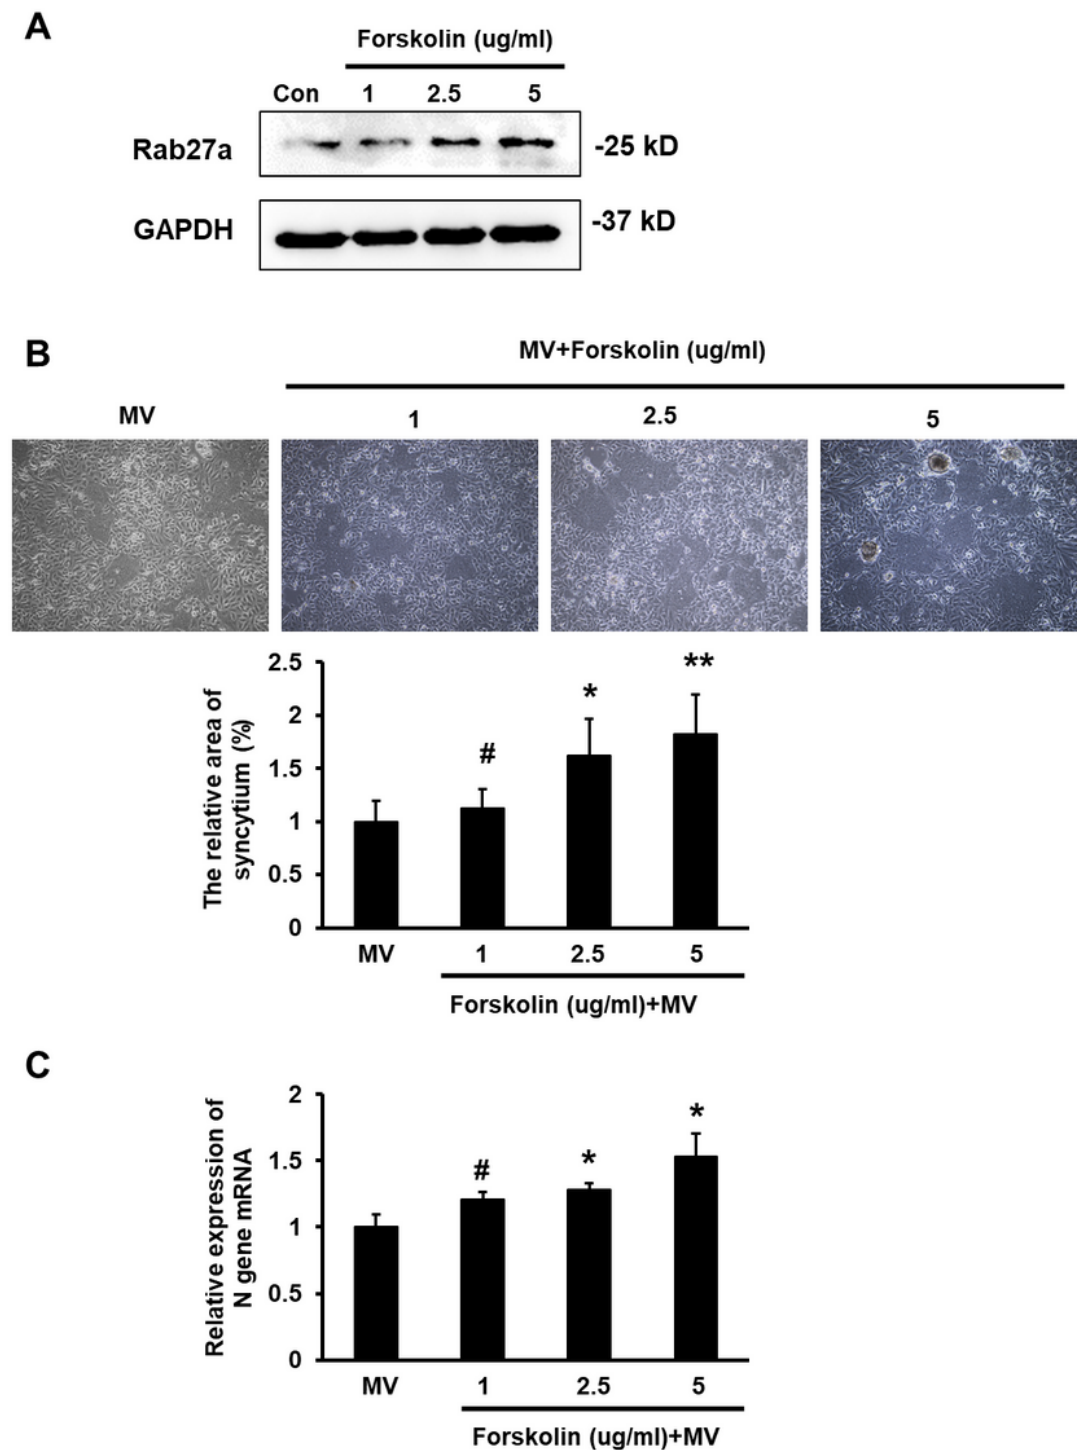 A
Forskolin (ug/ml)
Con 1 2.5 5
Rab27a -25 kD
GAPDH -37 kD
B
MV+Forskolin (ug/ml)
MV 1 2.5 5
The relative area of
syncytium (%)
2.5
2
1.5
1
0.5
0
# * **
MV 1 2.5 5
Forskolin (ug/ml)+MV
C
Relative expression of
N gene mRNA
2
1.5
1
0.5
0
# * *
MV 1 2.5 5
Forskolin (ug/ml)+MV